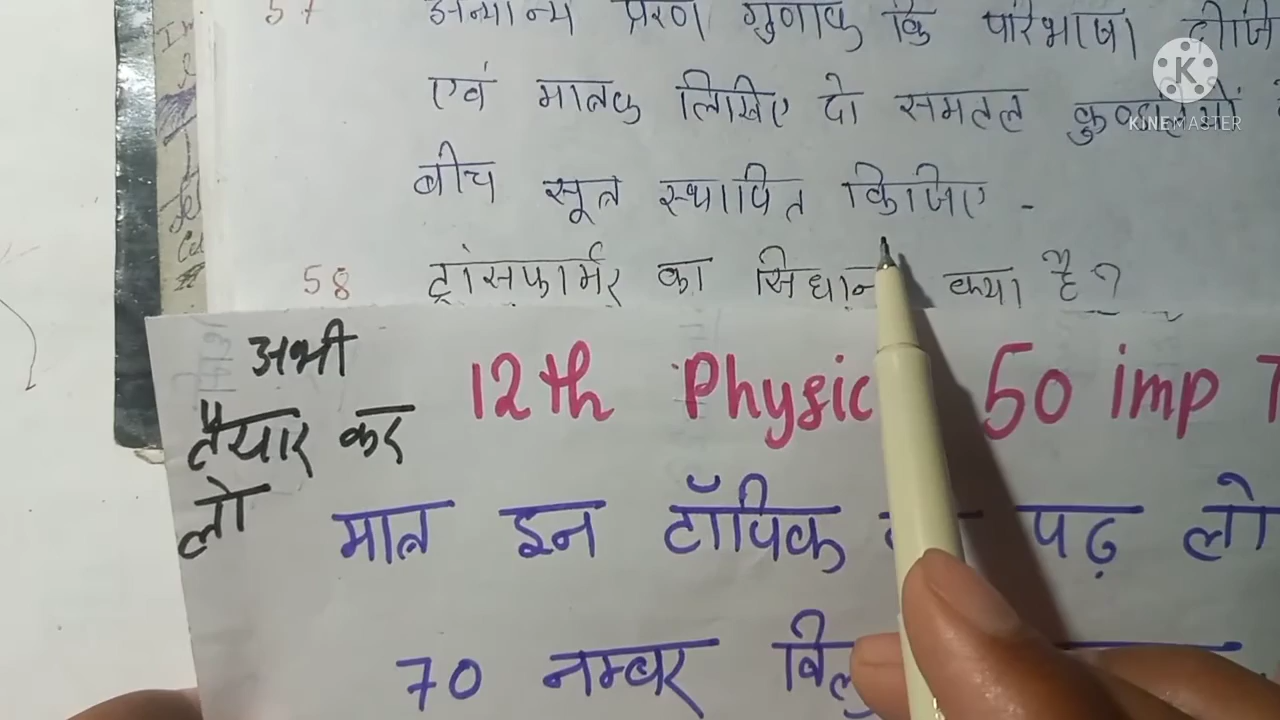 57 अन्यान्य प्रेरण गुणांक कि परिभाषा
एवं मात्रक लिखिए दो समतल कुण्डलियों
बीच सूत्र स्थापित किजिए -
58 ट्रांसफार्मर का सिधान्त क्या है?
अभी
तैयार कर
लो
12th Physic 50 imp
मात्र इन टॉपिक पढ़ लो
70 नम्बर
KINEMASTER